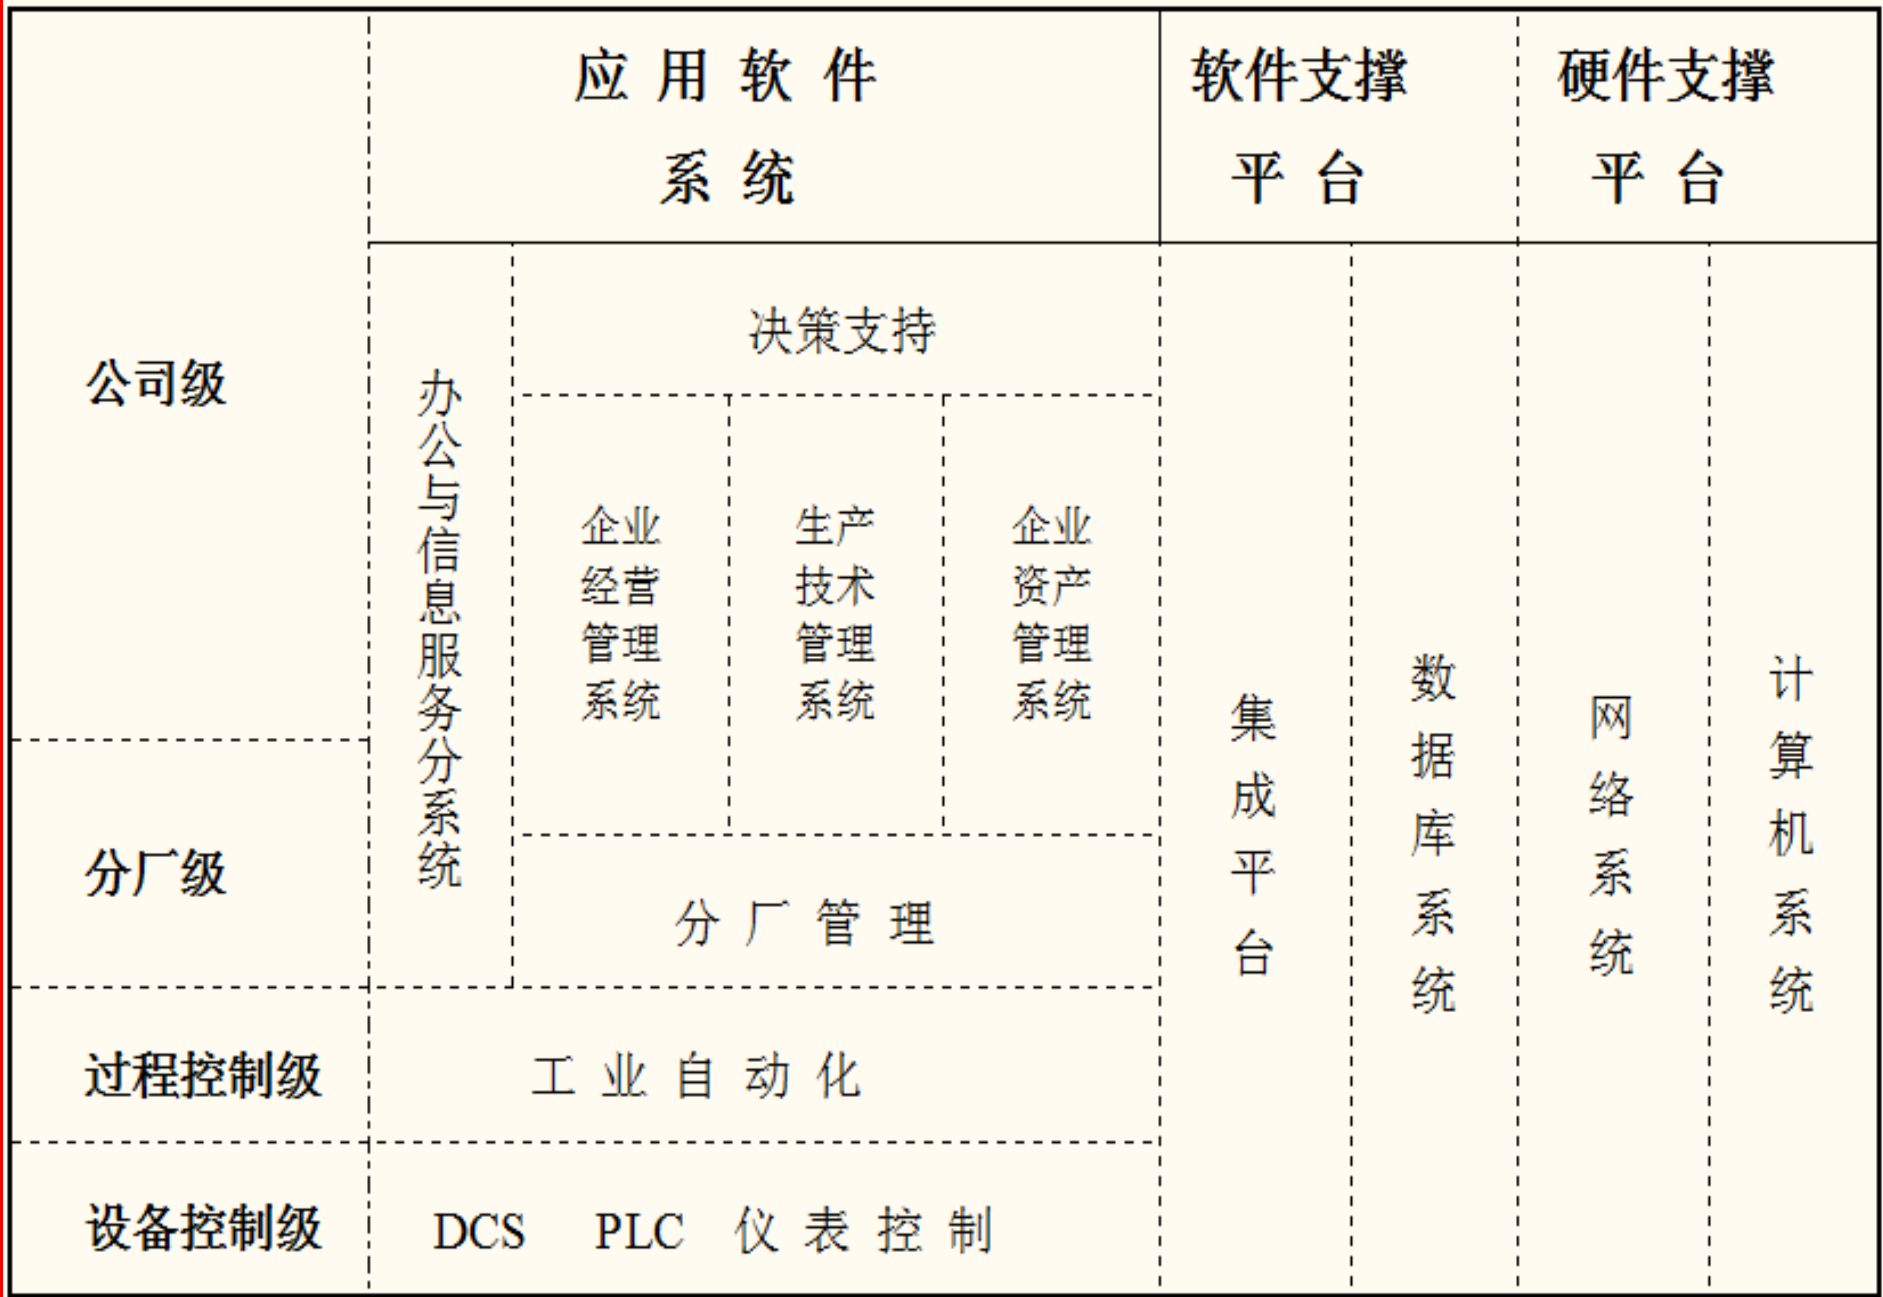 应用软件
系统
软件支撑
平台
硬件支撑
平台
公司级
办公与信息服务分系统
决策支持
企业
经营
管理
系统
生产
技术
管理
系统
企业
资产
管理
系统
集成平台
数据库系统
网络系统
计算机系统
分厂级
分厂管理
过程控制级
工业自动化
设备控制级
DCS PLC 仪表控制